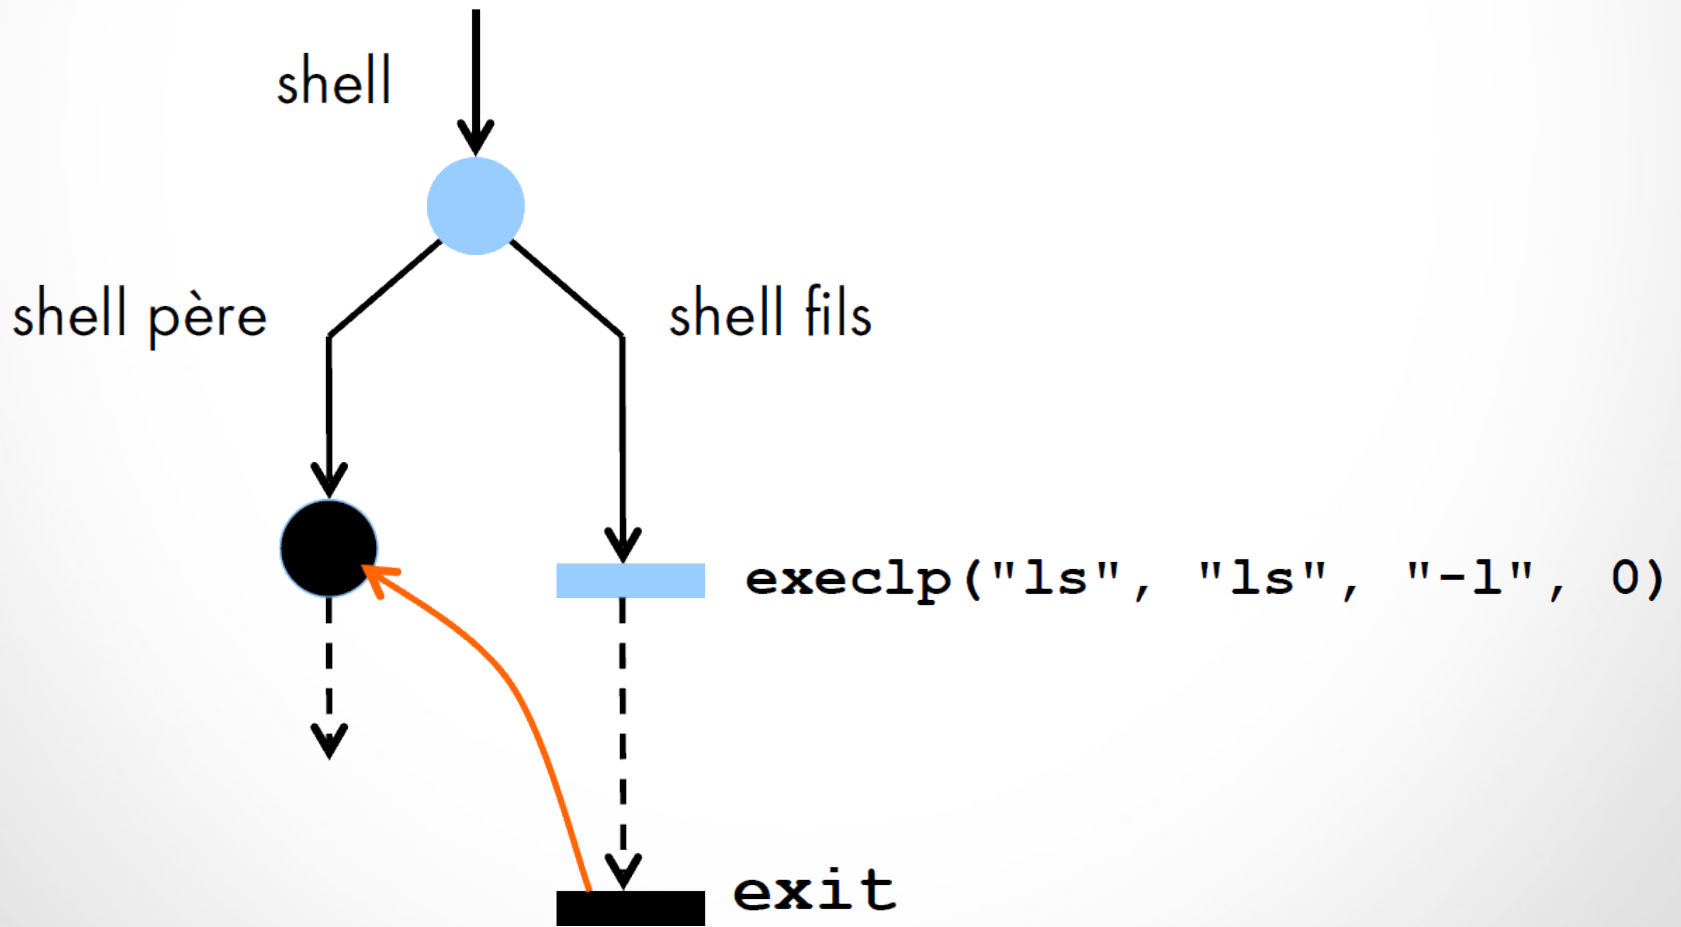 shell
shell père
shell fils
execlp("ls", "ls", "-l", 0)
exit